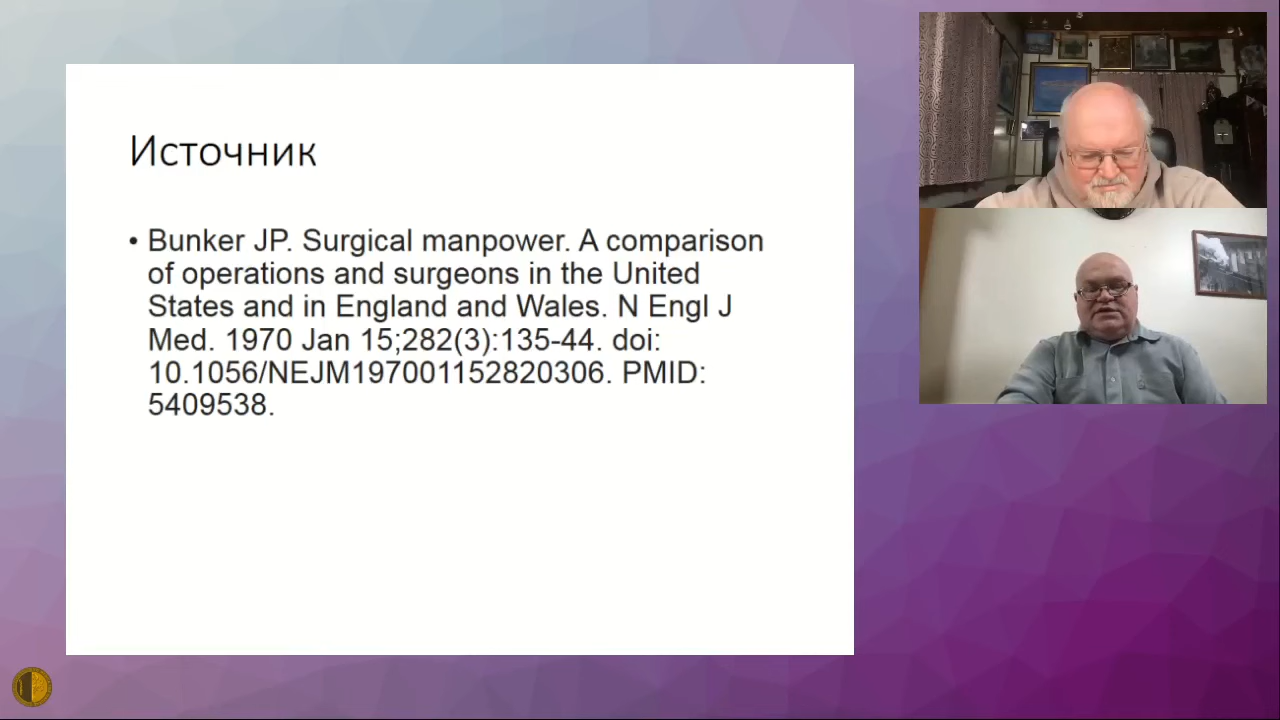 Источник
• Bunker JP. Surgical manpower. A comparison
of operations and surgeons in the United
States and in England and Wales. N Engl J
Med. 1970 Jan 15;282(3):135-44. doi:
10.1056/NEJM197001152820306. PMID:
5409538.